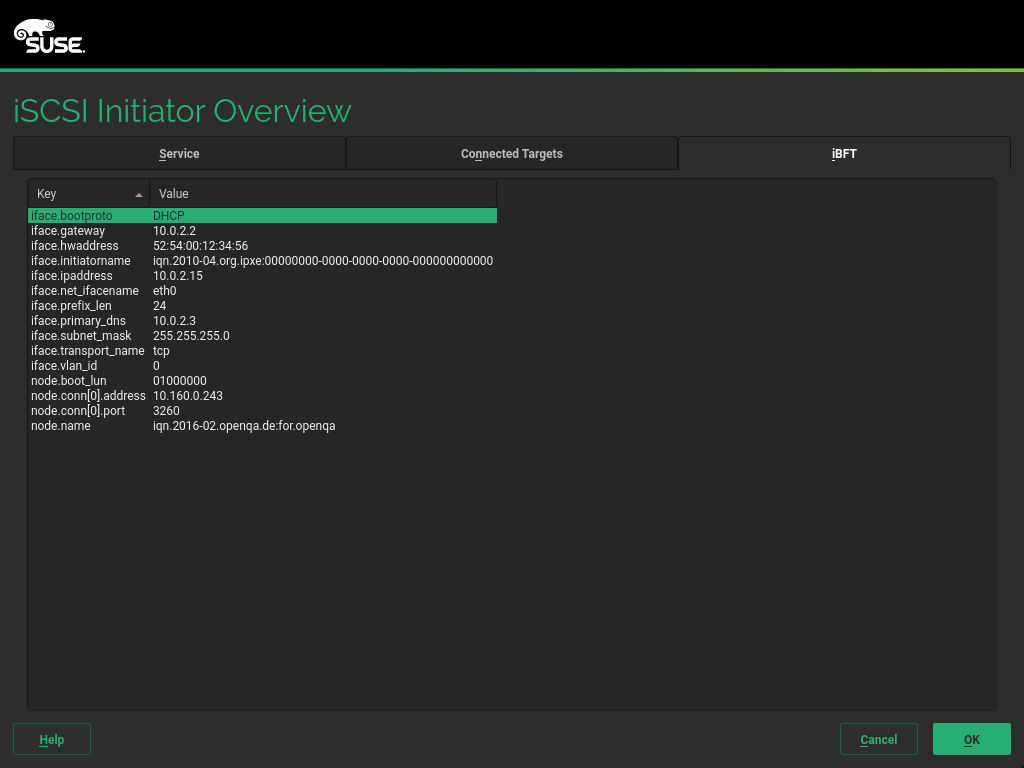 SUSE.
iSCSI Initiator Overview
Service Connected Targets iBFT
Key Value
iface.bootproto DHCP
iface.gateway 10.0.2.2
iface.hwaddress 52:54:00:12:34:56
iface.initiatorname iqn.2010-04.org.ipxe:00000000-0000-0000-0000-000000000000
iface.ipaddress 10.0.2.15
iface.net_ifacename eth0
iface.prefix_len 24
iface.primary_dns 10.0.2.3
iface.subnet_mask 255.255.255.0
iface.transport_name tcp
iface.vlan_id 0
node.boot_lun 01000000
node.conn[0].address 10.160.0.243
node.conn[0].port 3260
node.name iqn.2016-02.openqa.de:for.openqa
Help Cancel OK